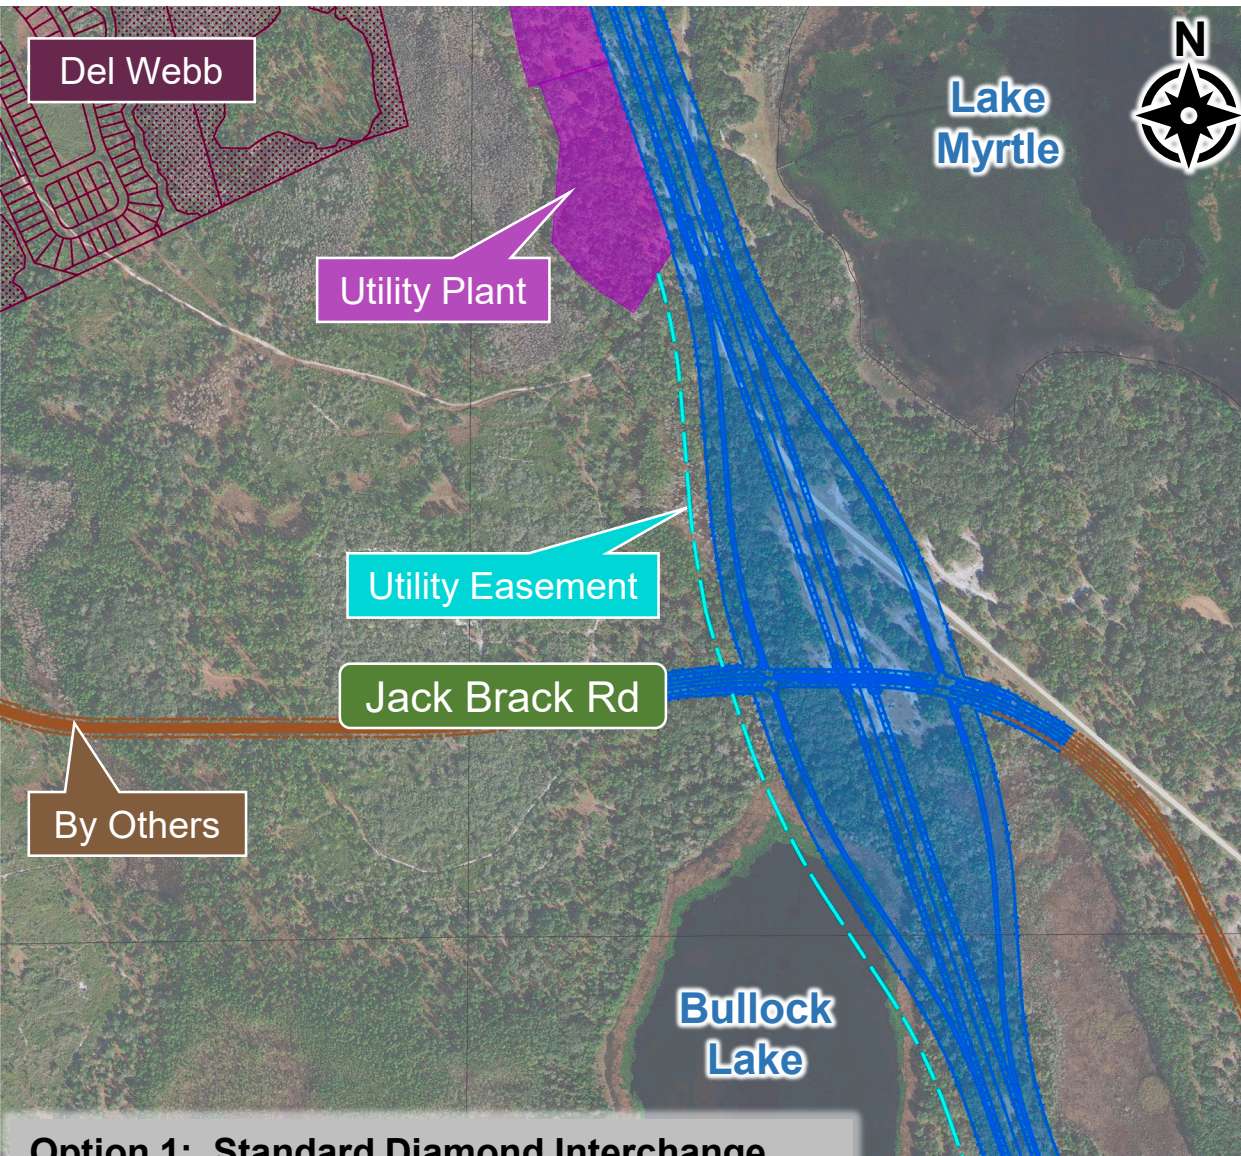 Del Webb
N
Lake
Myrtle
Utility Plant
Utility Easement
Jack Brack Rd
By Others
Bullock
Lake
Option 1: Standard Diamond Interchange